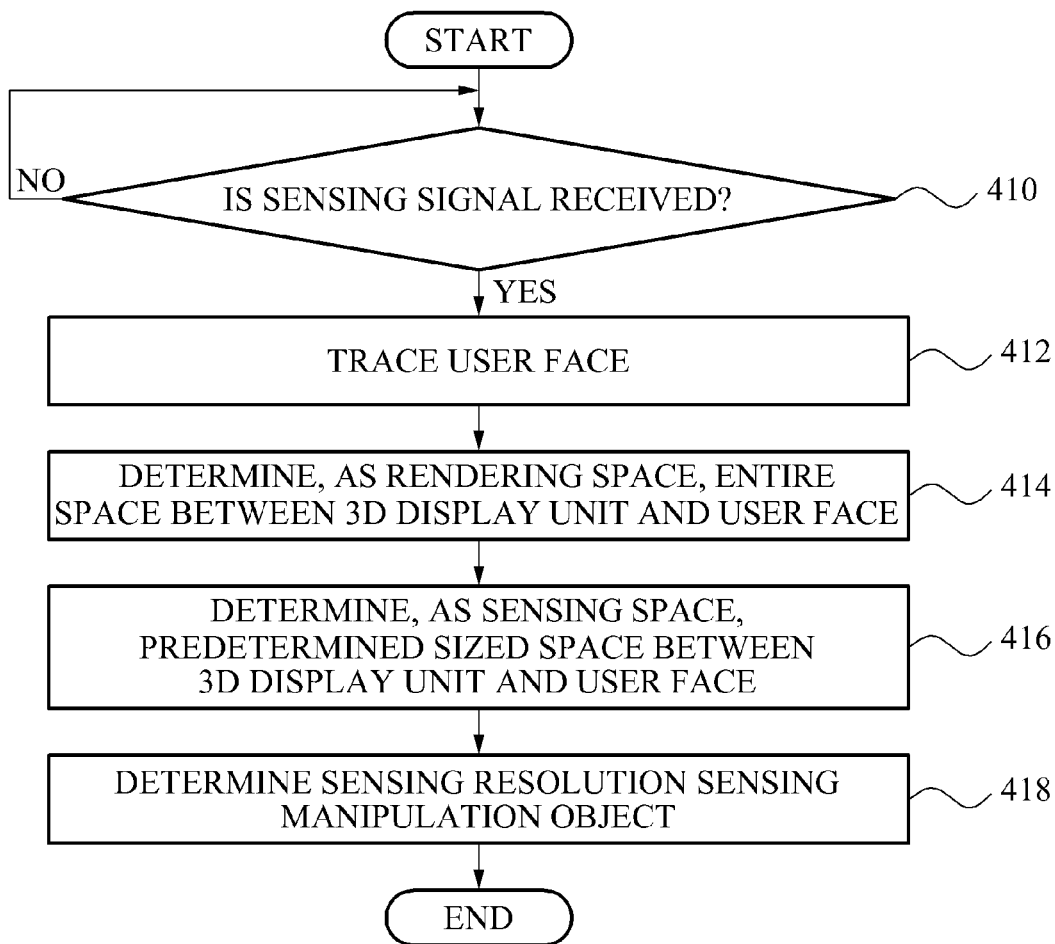 START
NO
IS SENSING SIGNAL RECEIVED?
410
YES
TRACE USER FACE
412
DETERMINE, AS RENDERING SPACE, ENTIRE
SPACE BETWEEN 3D DISPLAY UNIT AND USER FACE
414
DETERMINE, AS SENSING SPACE,
PREDETERMINED SIZED SPACE BETWEEN
3D DISPLAY UNIT AND USER FACE
416
DETERMINE SENSING RESOLUTION SENSING
MANIPULATION OBJECT
418
END